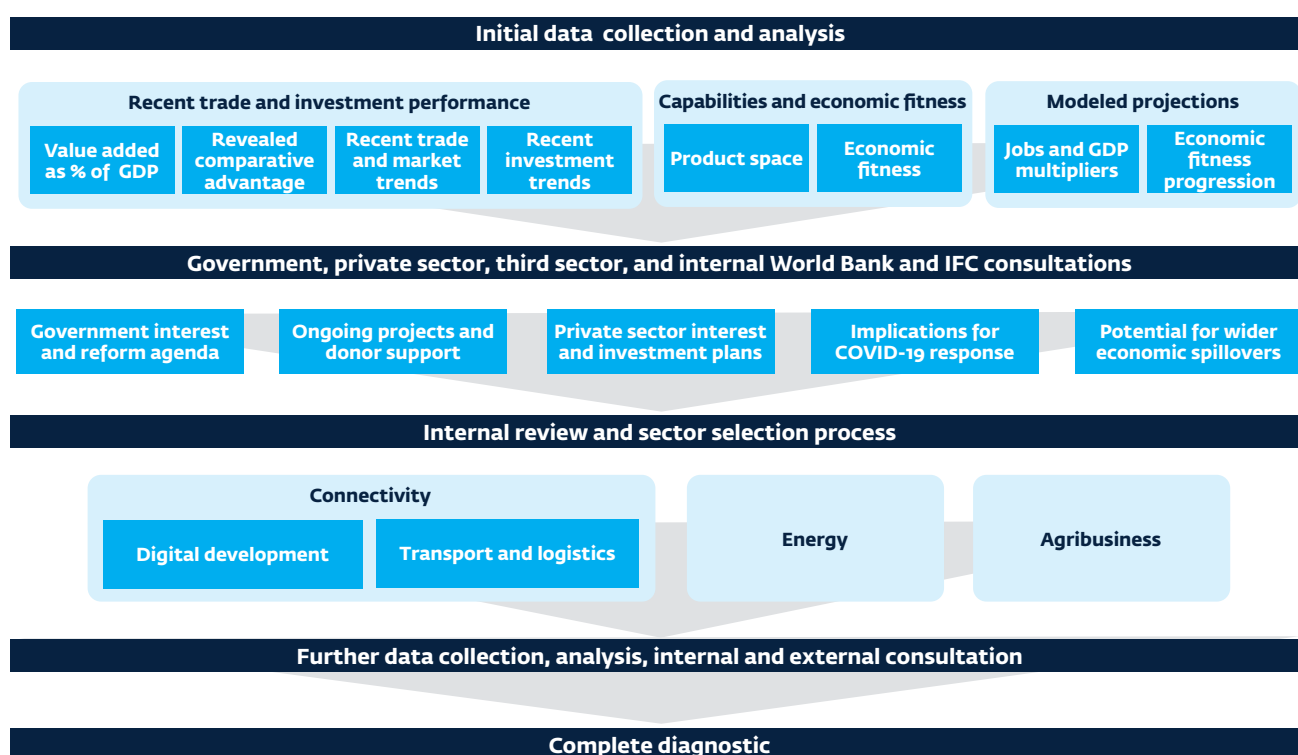 Initial data collection and analysis
Recent trade and investment performance
Value added
as % of GDP
Revealed
comparative
advantage
Recent trade
and market
trends
Recent
investment
trends
Capabilities and economic fitness
Product space
Economic
fitness
Modeled projections
Jobs and GDP
multipliers
Economic
fitness
progression
Government, private sector, third sector, and internal World Bank and IFC consultations
Government interest
and reform agenda
Ongoing projects and
donor support
Private sector interest
and investment plans
Implications for
COVID-19 response
Potential for wider
economic spillovers
Internal review and sector selection process
Connectivity
Digital development
Transport and logistics
Energy
Agribusiness
Further data collection, analysis, internal and external consultation
Complete diagnostic